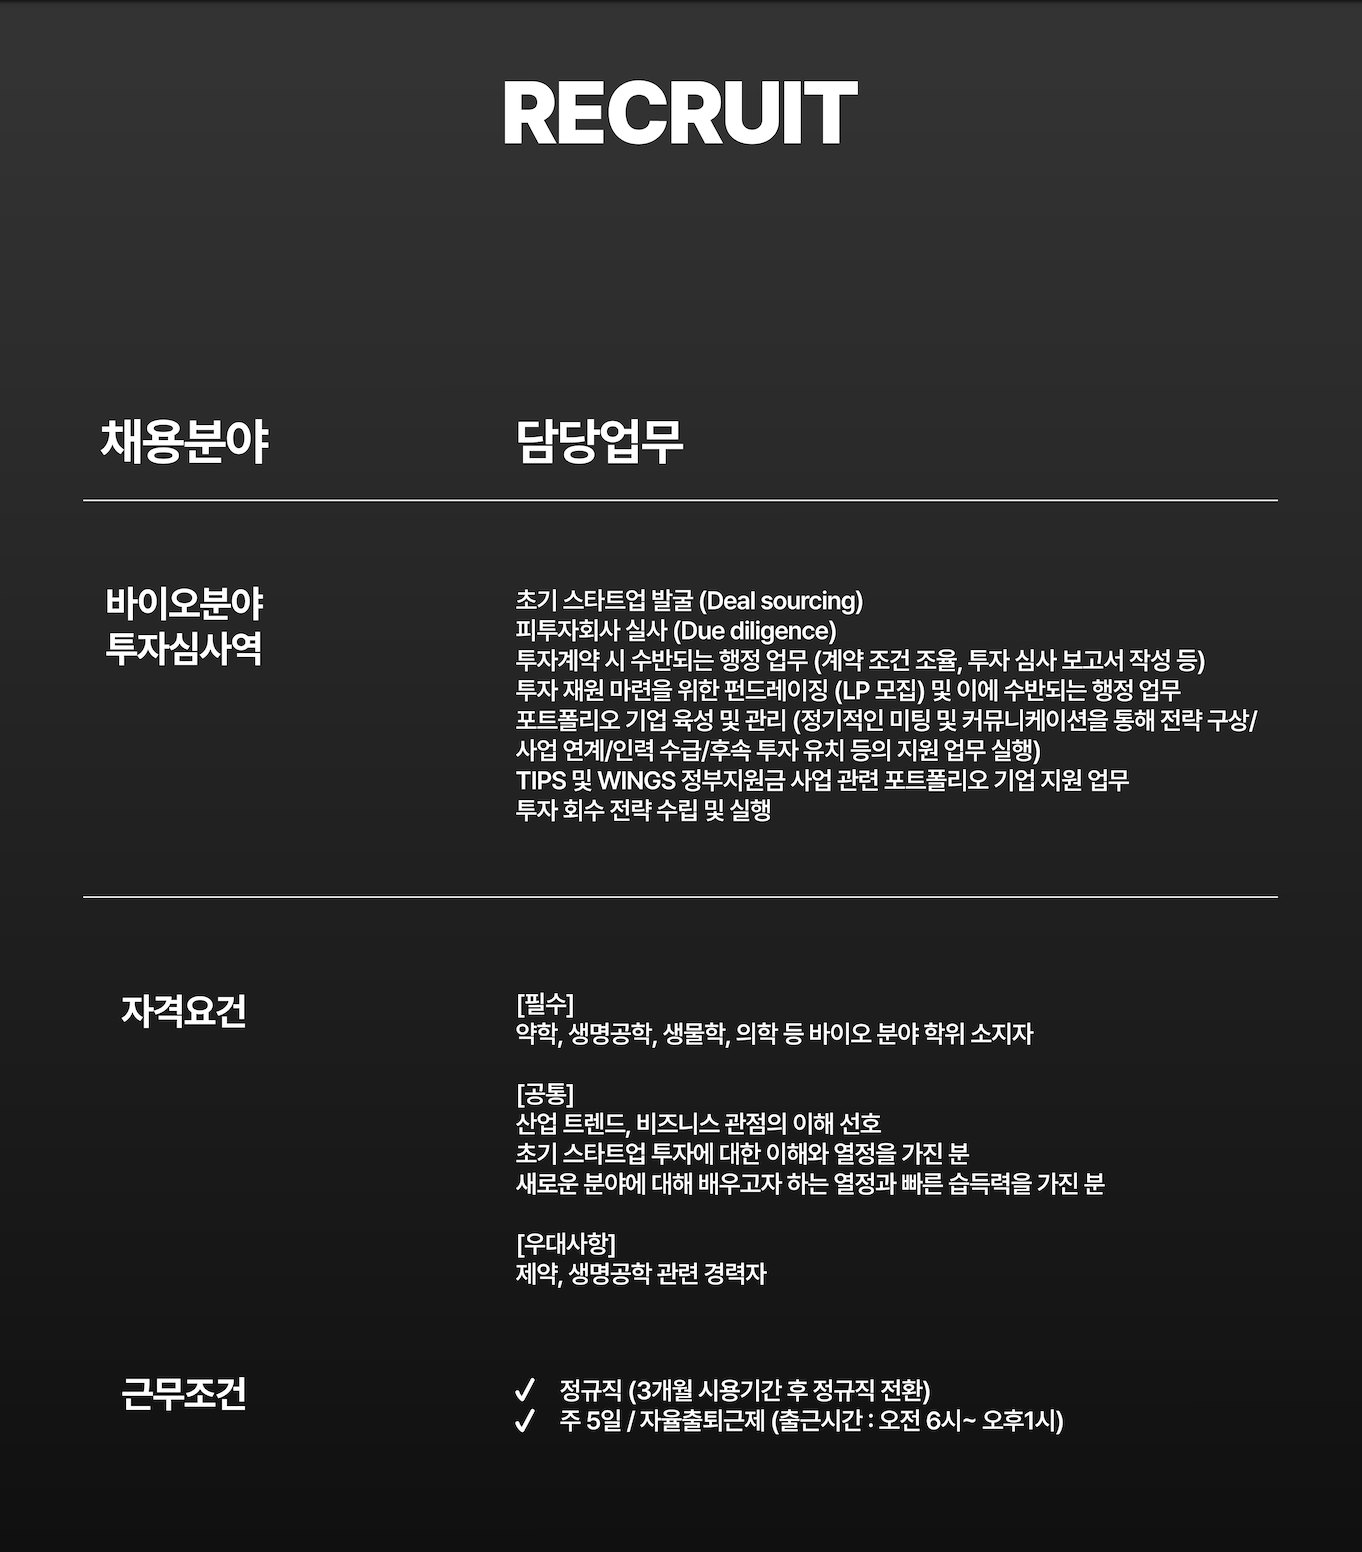 RECRUIT
채용분야
담당업무
바이오분야
투자심사역
초기 스타트업 발굴 (Deal sourcing)
피투자회사 실사 (Due diligence)
투자계약 시 수반되는 행정 업무 (계약 조건 조율, 투자 심사 보고서 작성 등)
투자 재원 마련을 위한 펀드레이징 (LP 모집) 및 이에 수반되는 행정 업무
포트폴리오 기업 육성 및 관리 (정기적인 미팅 및 커뮤니케이션을 통해 전략 구상/
사업 연계/인력 수급/후속 투자 유치 등의 지원 업무 실행)
TIPS 및 WINGS 정부지원금 사업 관련 포트폴리오 기업 지원 업무
투자 회수 전략 수립 및 실행
자격요건
[필수]
약학, 생명공학, 생물학, 의학 등 바이오 분야 학위 소지자
[공통]
산업 트렌드, 비즈니스 관점의 이해 선호
초기 스타트업 투자에 대한 이해와 열정을 가진 분
새로운 분야에 대해 배우고자 하는 열정과 빠른 습득력을 가진 분
[우대사항]
제약, 생명공학 관련 경력자
근무조건
✓ 정규직 (3개월 시용기간 후 정규직 전환)
✓ 주 5일 / 자율출퇴근제 (출근시간 : 오전 6시~ 오후1시)